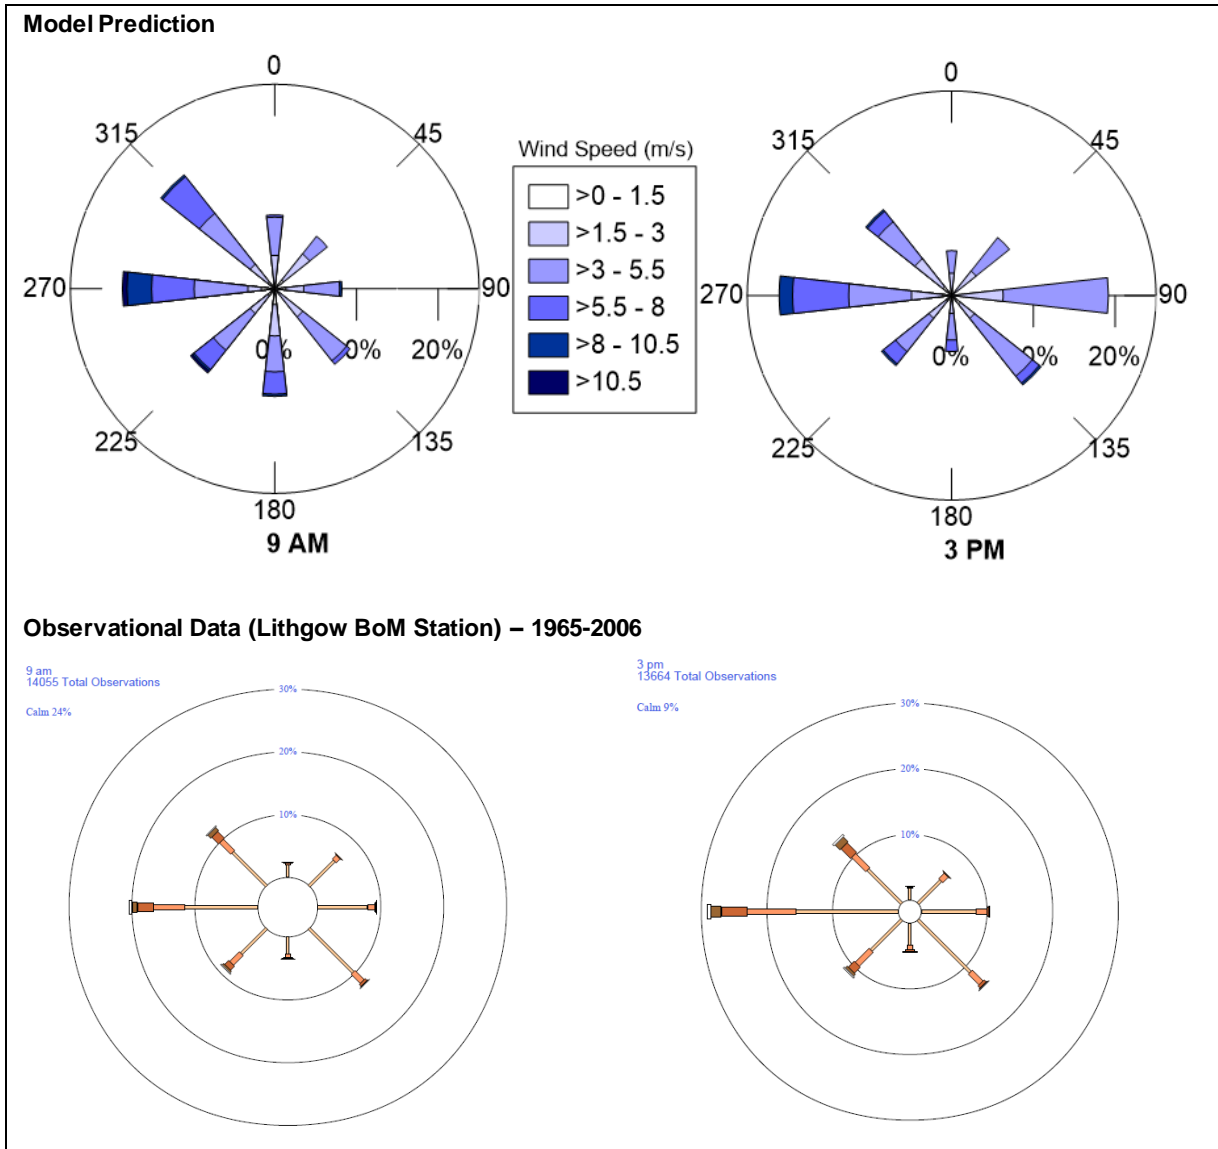 Model Prediction
0
45
90
135
180
225
270
315
0%
0%
20%
9 AM
Wind Speed (m/s)
>0 - 1.5
>1.5 - 3
>3 - 5.5
>5.5 - 8
>8 - 10.5
>10.5
0
45
90
135
180
225
270
315
0%
0%
20%
3 PM
Observational Data (Lithgow BoM Station) – 1965-2006
9 am
14055 Total Observations
Calm 24%
30%
20%
10%
3 pm
13664 Total Observations
Calm 9%
30%
20%
10%